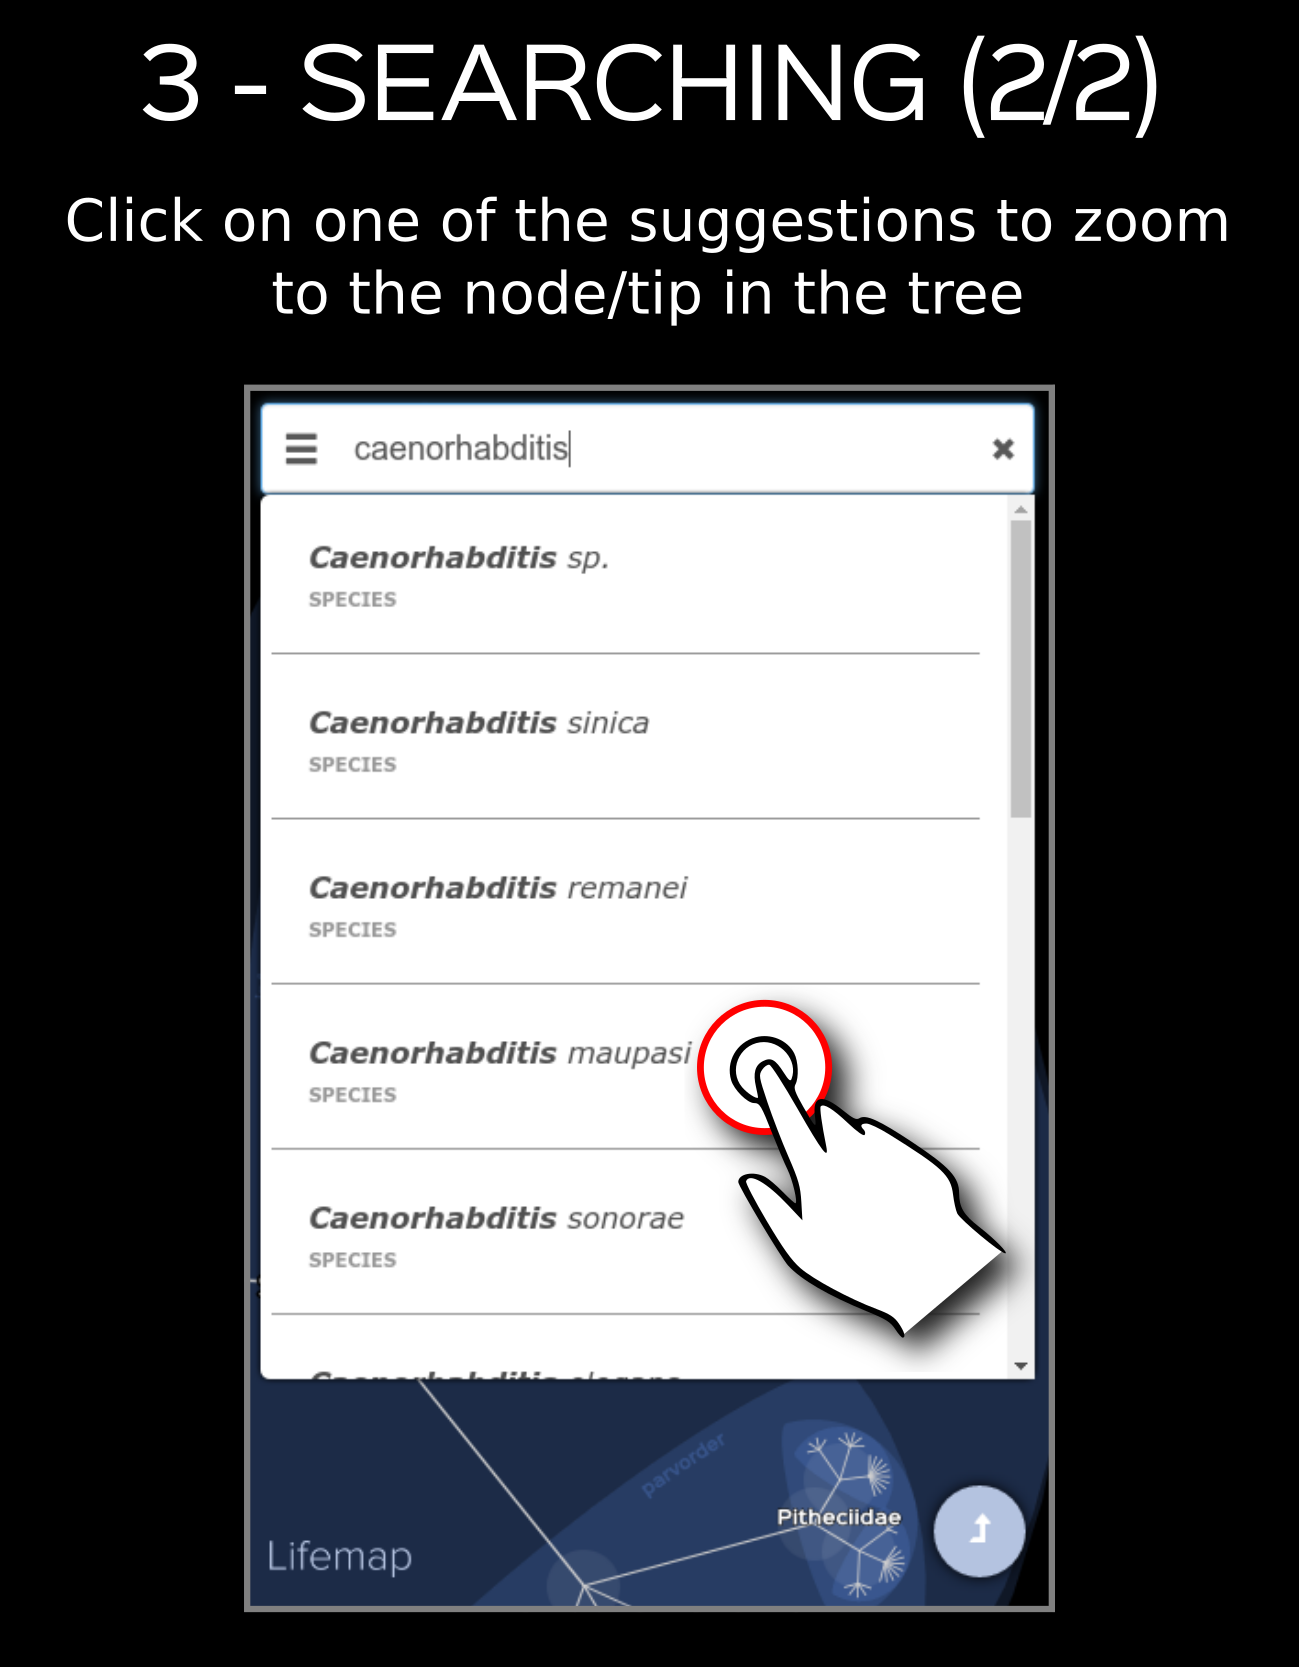 3 - SEARCHING (2/2)
Click on one of the suggestions to zoom
to the node/tip in the tree
caenorhabditis
Caenorhabditis sp.
SPECIES
Caenorhabditis sinica
SPECIES
Caenorhabditis remanei
SPECIES
Caenorhabditis maupasi
SPECIES
Caenorhabditis sonorae
SPECIES
Caenorhabditis elegans
parvorder
Pitheciidae
Lifemap